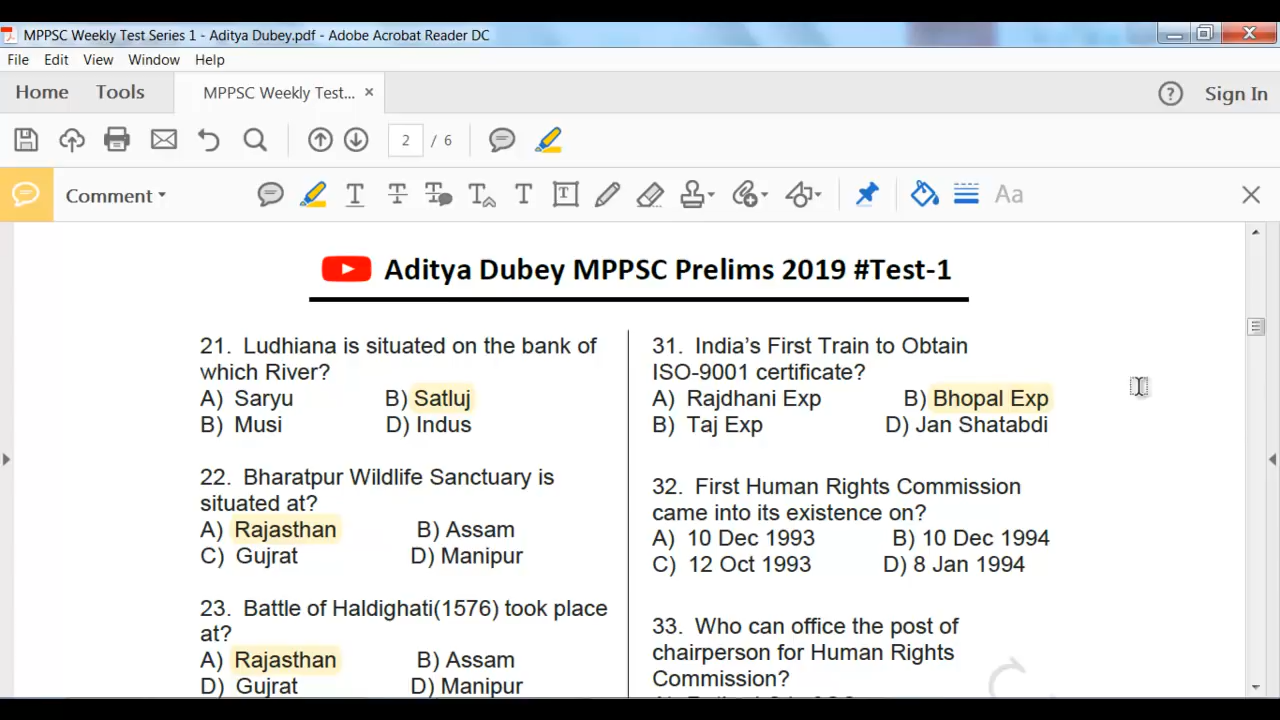 MPPSC Weekly Test Series 1 - Aditya Dubey.pdf - Adobe Acrobat Reader DC
File Edit View Window Help
Home Tools MPPSC Weekly Test... × ? Sign In
2 / 6
Comment Aa
Aditya Dubey MPPSC Prelims 2019 #Test-1
21. Ludhiana is situated on the bank of
which River?
A) Saryu B) Satluj
B) Musi D) Indus
22. Bharatpur Wildlife Sanctuary is
situated at?
A) Rajasthan B) Assam
C) Gujrat D) Manipur
23. Battle of Haldighati(1576) took place
at?
A) Rajasthan B) Assam
D) Gujrat D) Manipur
31. India's First Train to Obtain
ISO-9001 certificate?
A) Rajdhani Exp B) Bhopal Exp
B) Taj Exp D) Jan Shatabdi
32. First Human Rights Commission
came into its existence on?
A) 10 Dec 1993 B) 10 Dec 1994
C) 12 Oct 1993 D) 8 Jan 1994
33. Who can office the post of
chairperson for Human Rights
Commission?